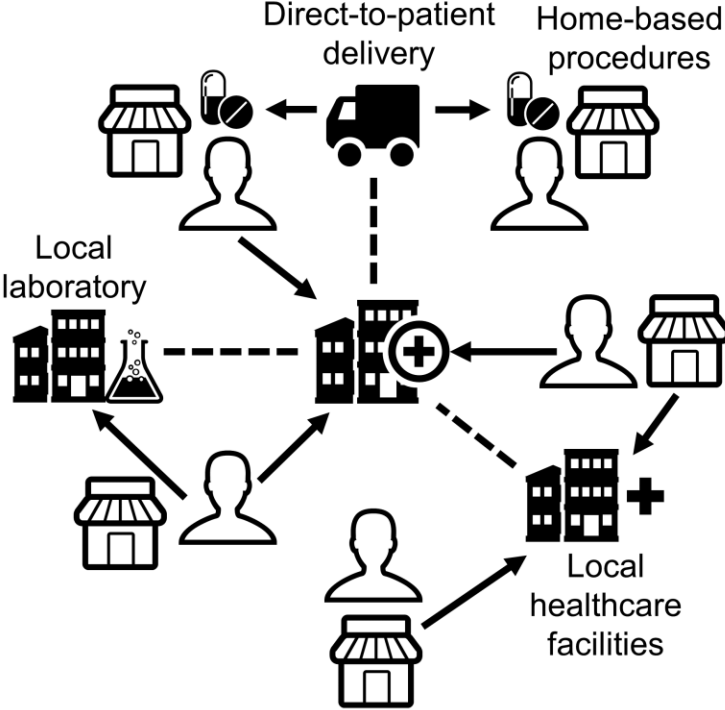 Direct-to-patient
delivery
Home-based
procedures
Local
laboratory
Local
healthcare
facilities